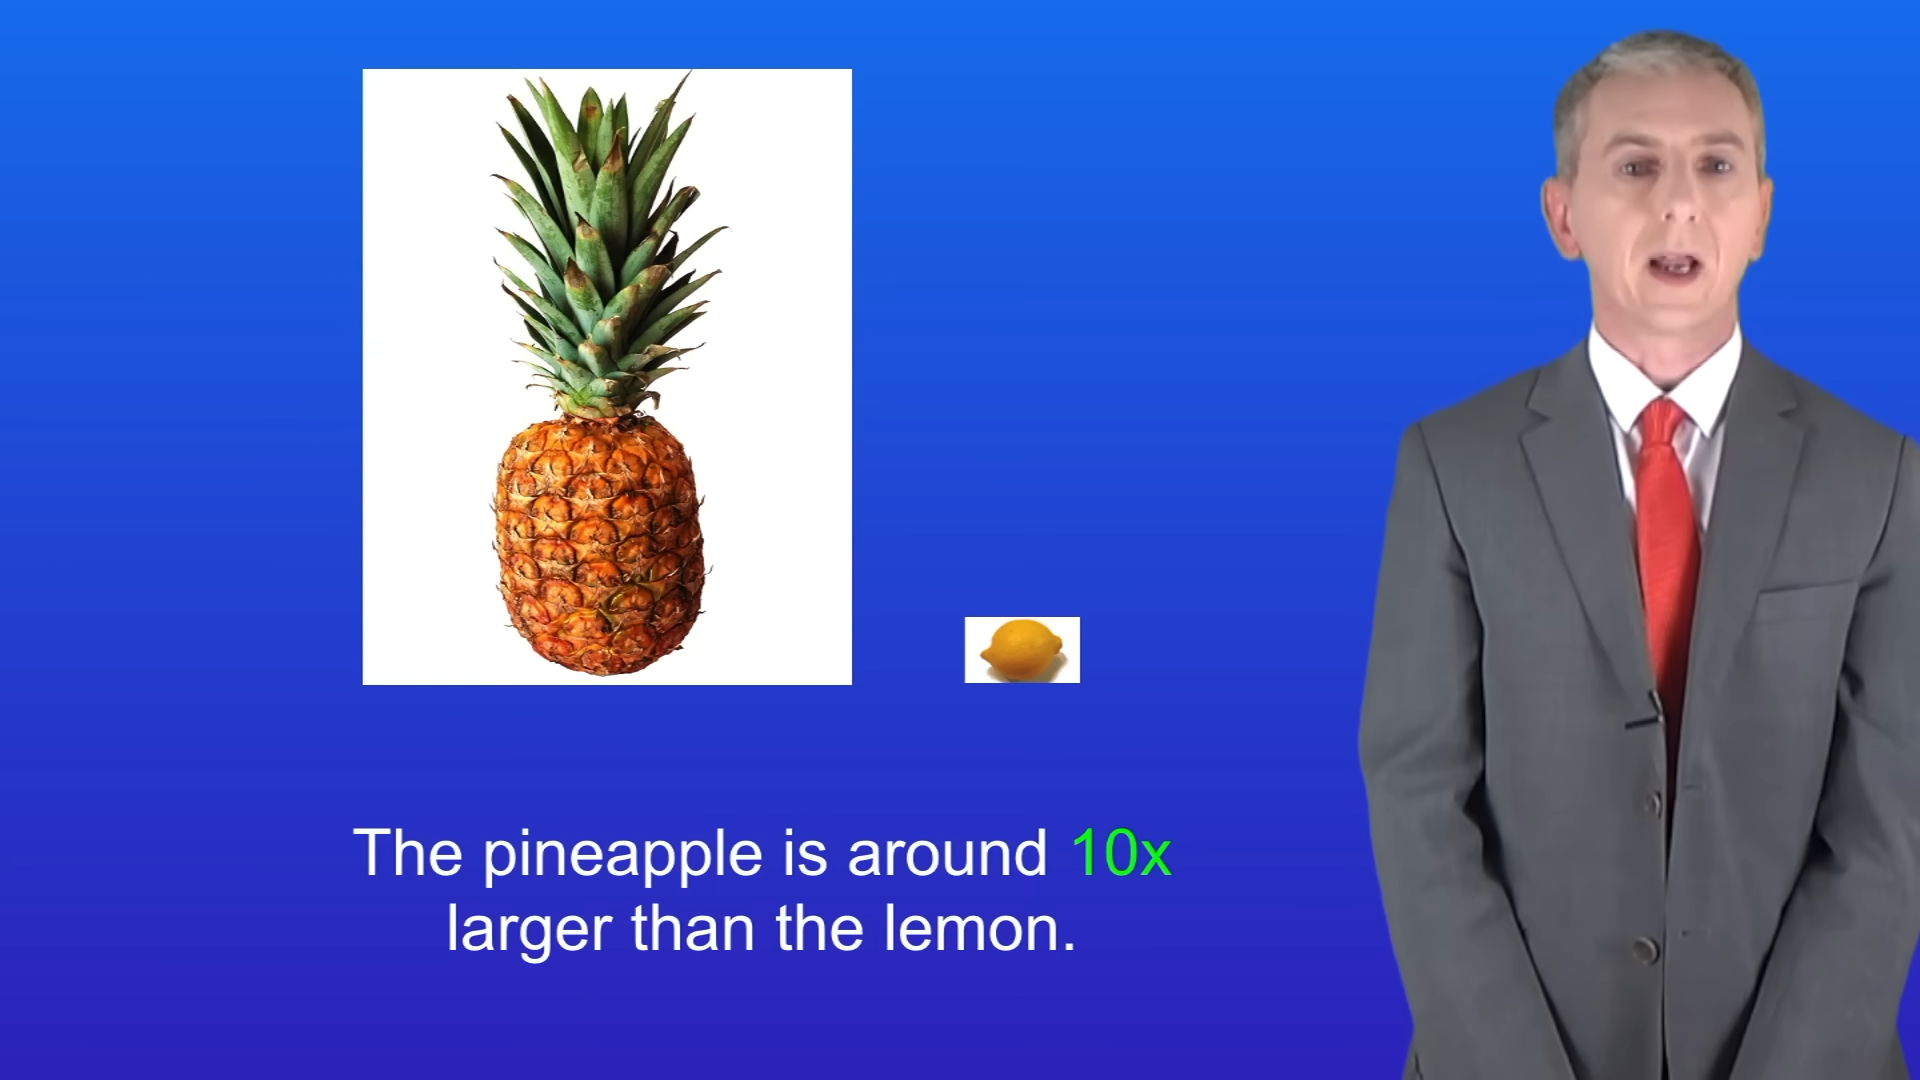 The pineapple is around 10x
larger than the lemon.